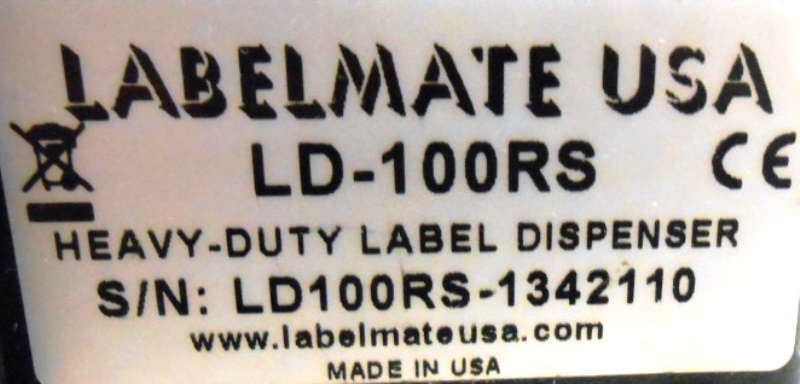 LABELMATE USA
LD-100RS CE
HEAVY-DUTY LABEL DISPENSER
S/N: LD100RS-1342110
www.labelmateusa.com
MADE IN USA